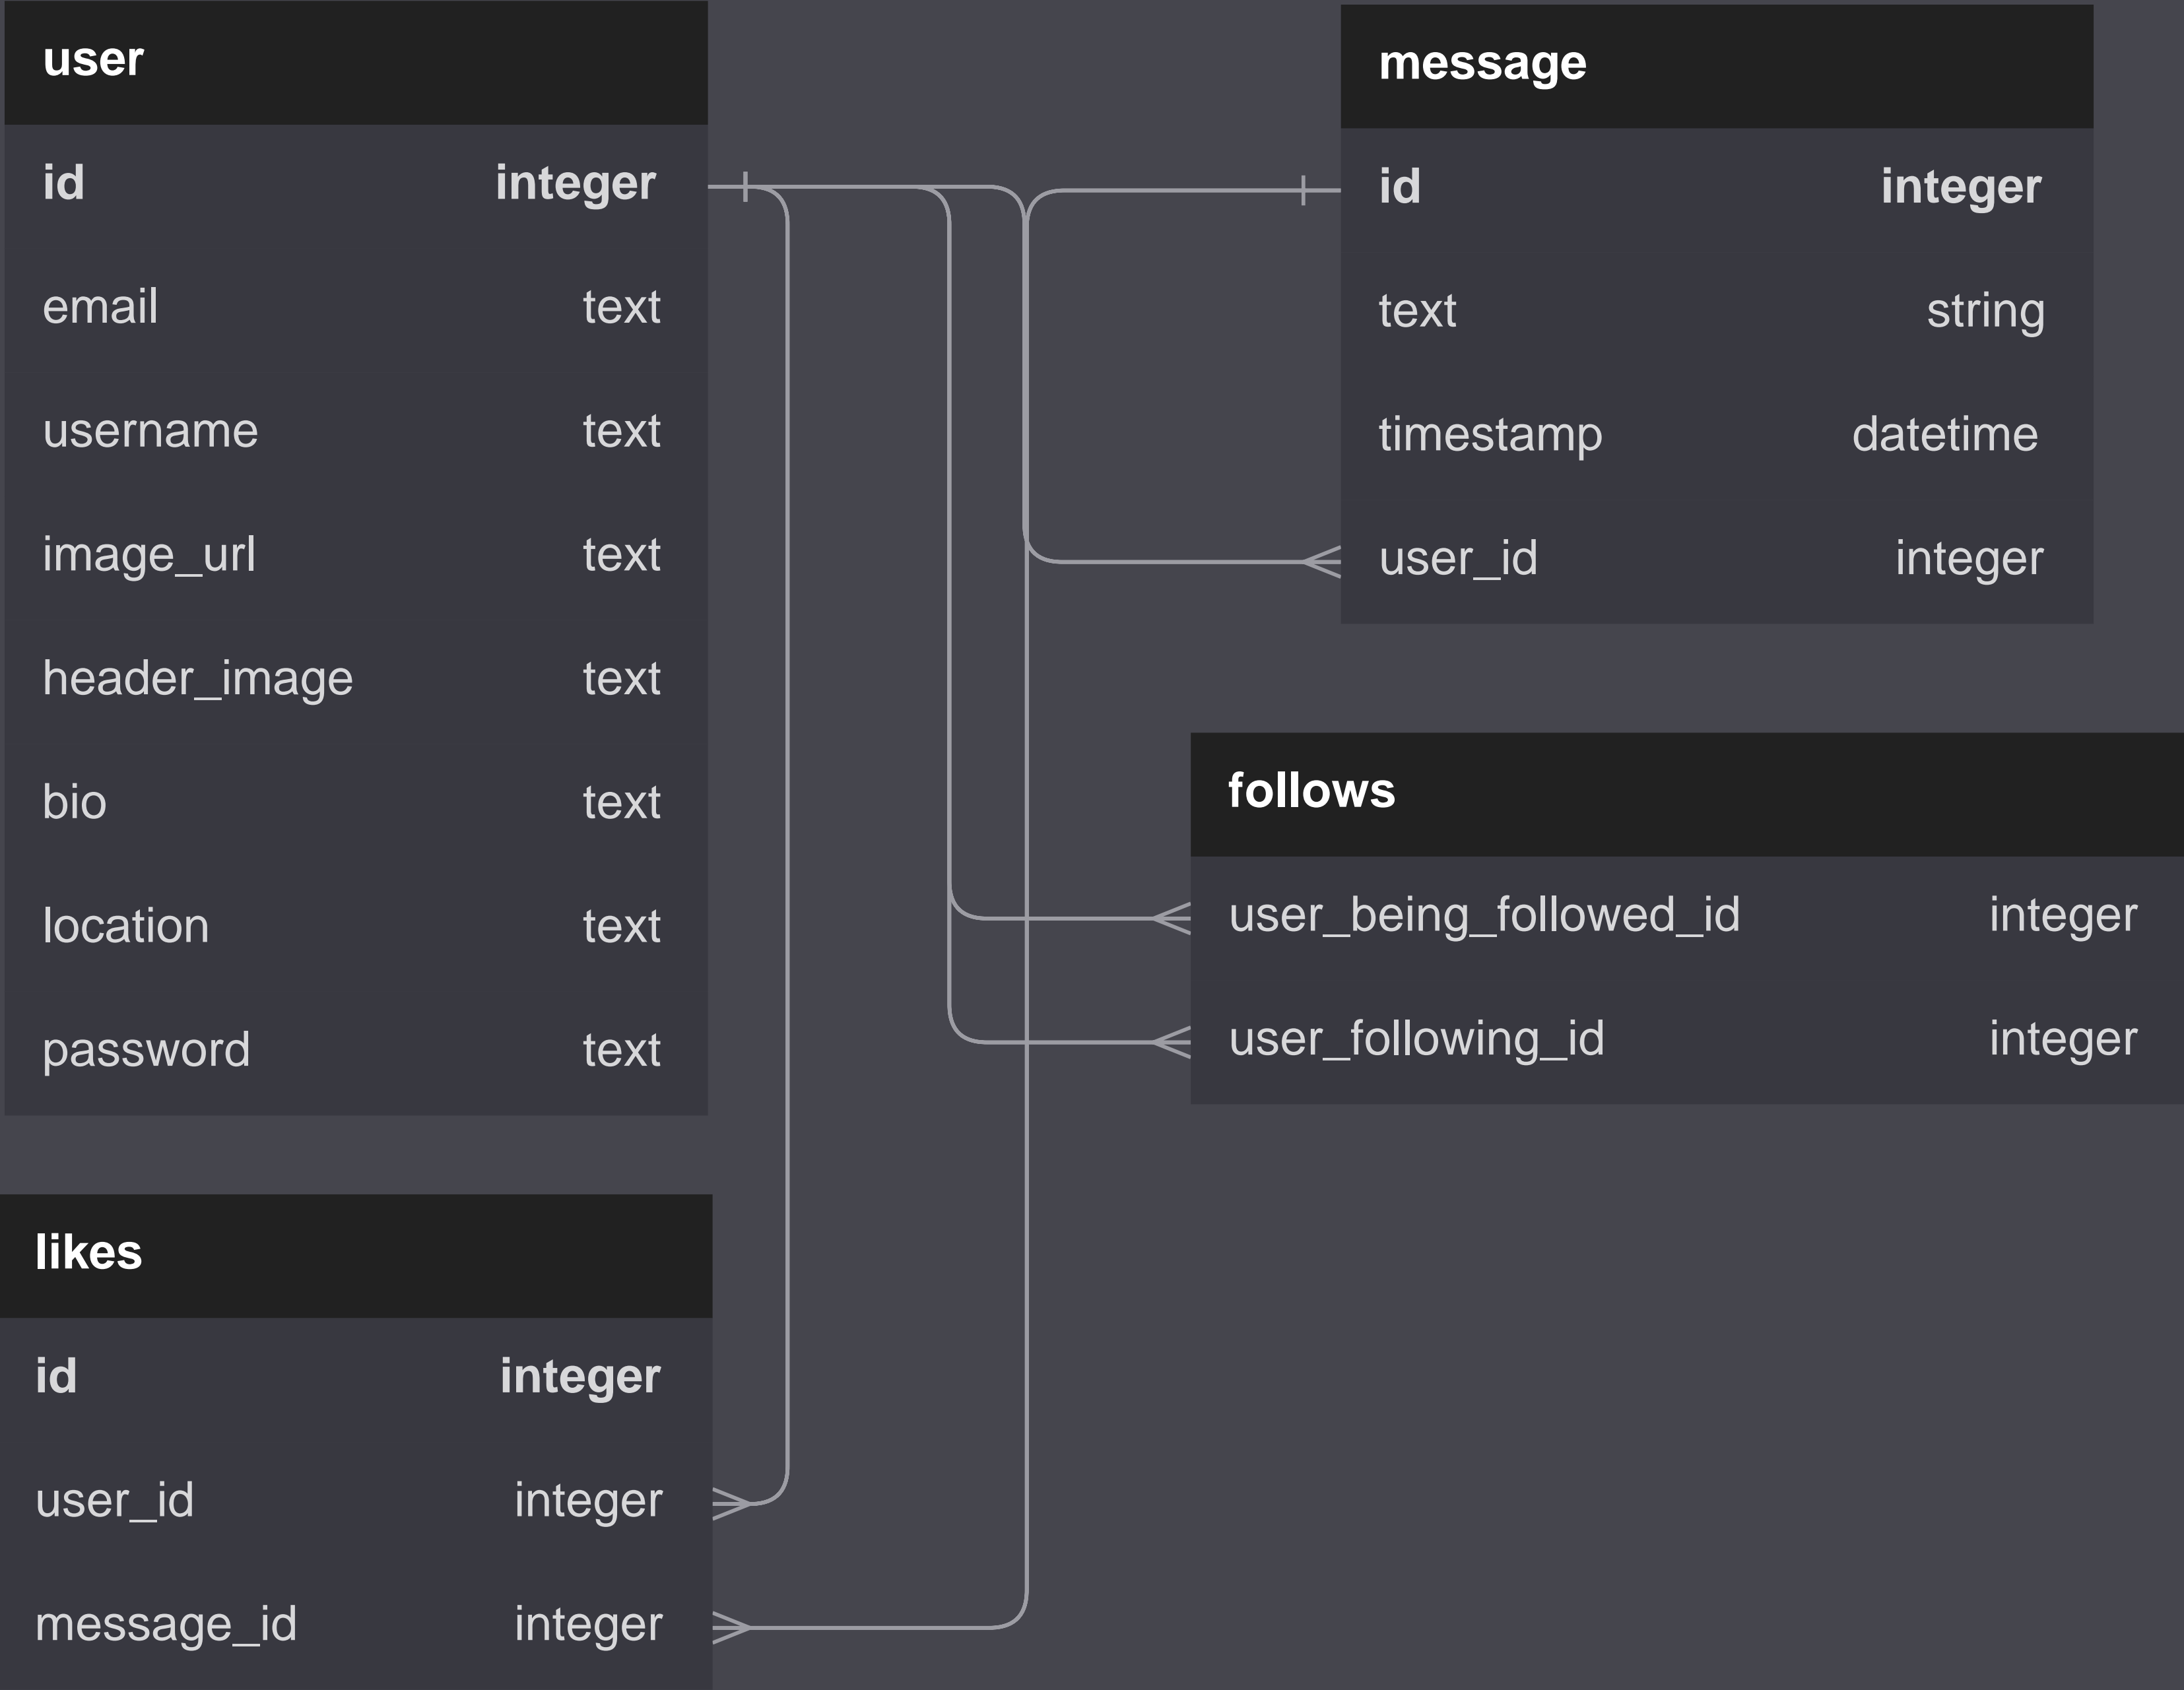 user
id integer
email text
username text
image_url text
header_image text
bio text
location text
password text
message
id integer
text string
timestamp datetime
user_id integer
follows
user_being_followed_id integer
user_following_id integer
likes
id integer
user_id integer
message_id integer